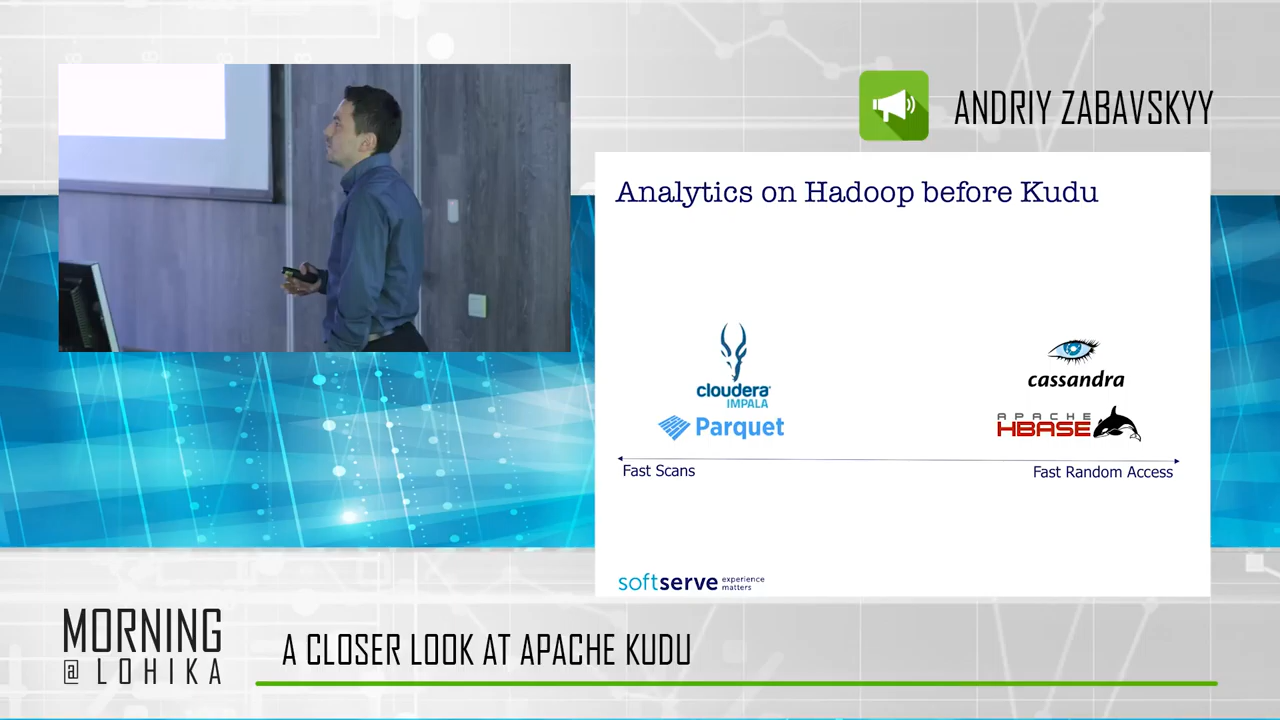 ANDRIY ZABAVSKYY
Analytics on Hadoop before Kudu
cloudera
IMPALA
Parquet
cassandra
APACHE
HBASE
Fast Scans
Fast Random Access
softserve experience matters
MORNING
@ LOHIKA
A CLOSER LOOK AT APACHE KUDU